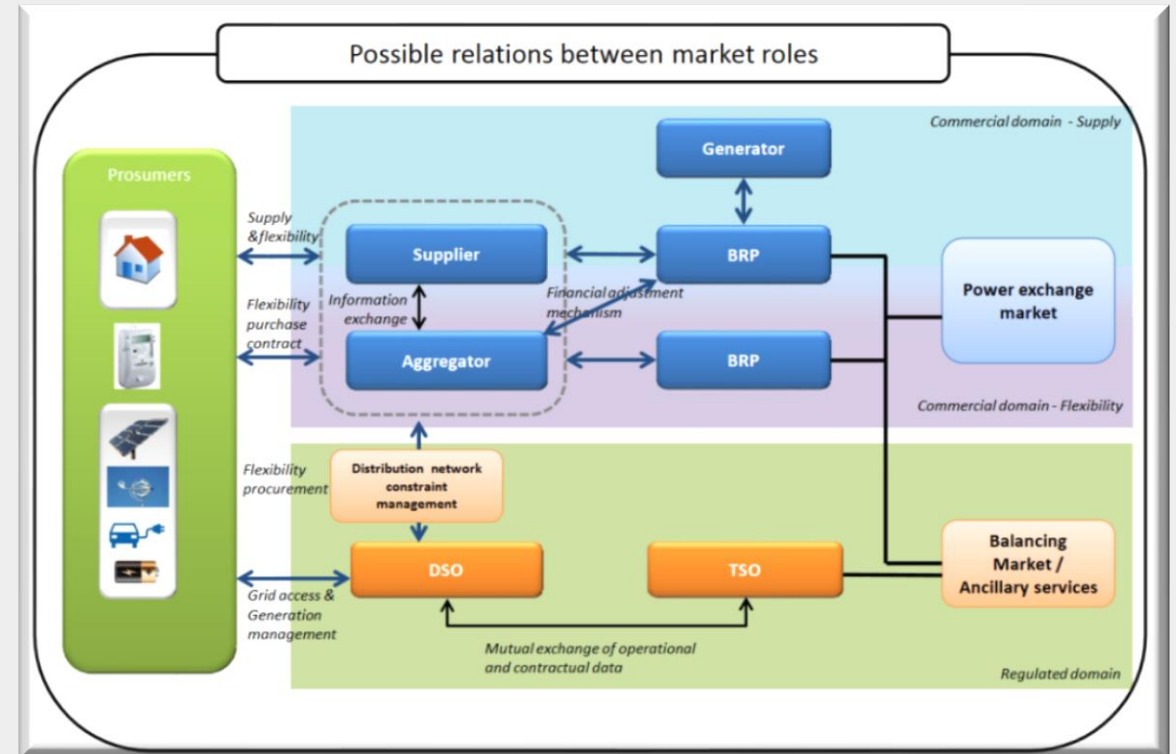 Possible relations between market roles
Commercial domain - Supply
Prosumers
Generator
Supply
&flexibility
Supplier
BRP
Power exchange
market
Flexibility
purchase
contract
Information
exchange
Financial adjustment
mechanism
Aggregator
BRP
Commercial domain - Flexibility
Flexibility
procurement
Distribution network
constraint
management
DSO
TSO
Balancing
Market /
Ancillary services
Grid access &
Generation
management
Mutual exchange of operational
and contractual data
Regulated domain